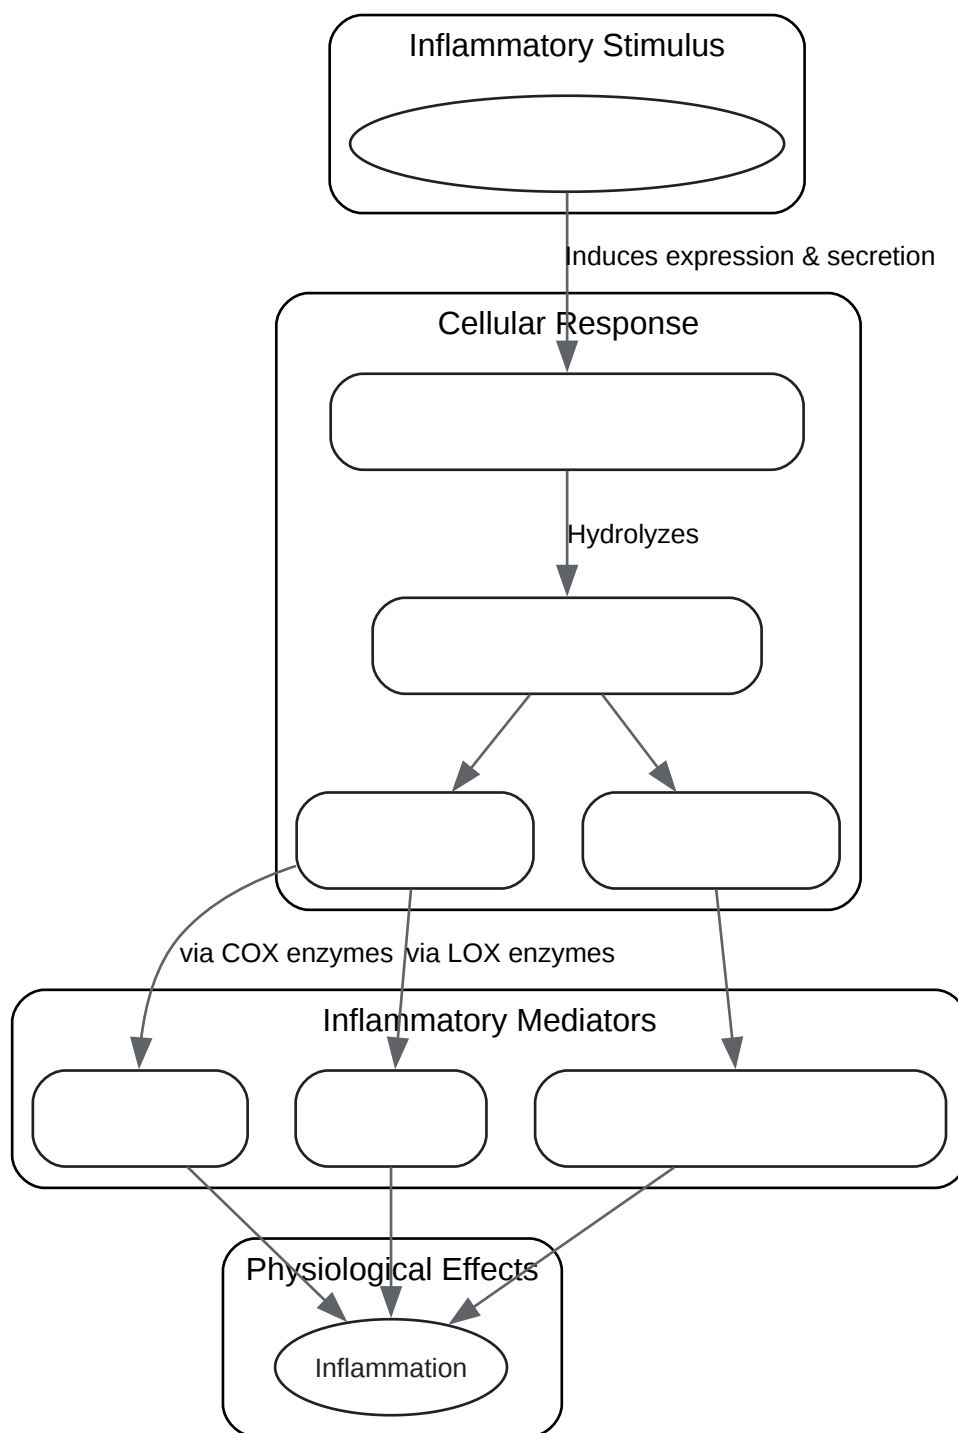 Inflammatory Stimulus
Induces expression & secretion
Cellular Response
Hydrolyzes
via COX enzymes
via LOX enzymes
Inflammatory Mediators
Physiological Effects
Inflammation